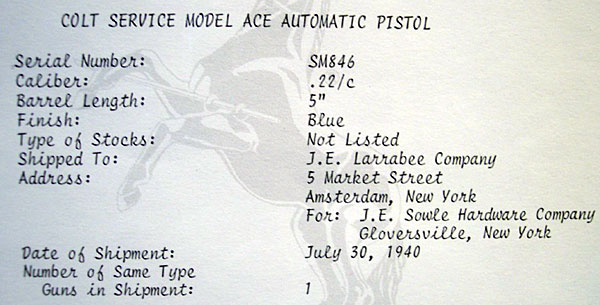 COLT SERVICE MODEL ACE AUTOMATIC PISTOL
Serial Number: SM846
Caliber: .22/c
Barrel Length: 5"
Finish: Blue
Type of Stocks: Not Listed
Shipped To: J.E. Larrabee Company
Address: 5 Market Street
Amsterdam, New York
For: J.E. Sowle Hardware Company
Gloversville, New York
Date of Shipment: July 30, 1940
Number of Same Type
Guns in Shipment: 1